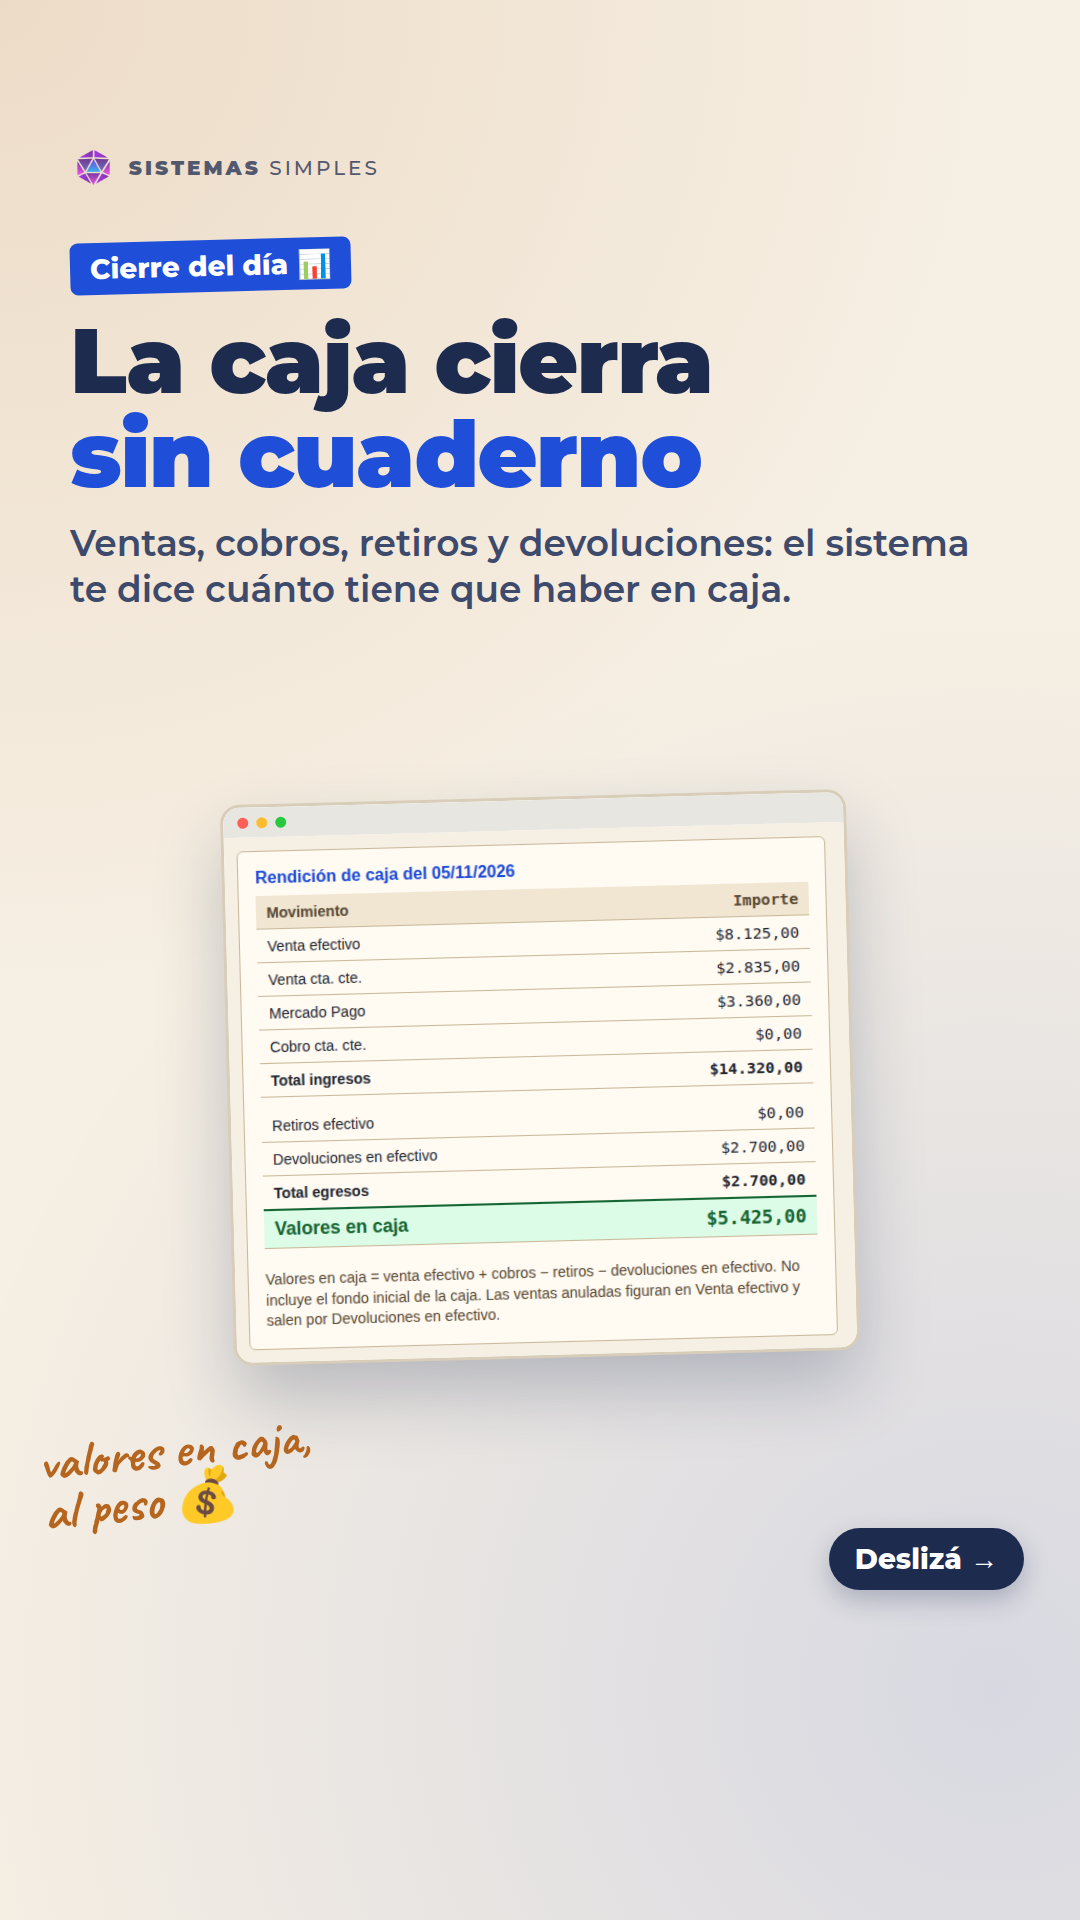 SISTEMAS SIMPLES
Cierre del día 📊
La caja cierra
sin cuaderno
Ventas, cobros, retiros y devoluciones: el sistema
te dice cuánto tiene que haber en caja.
Rendición de caja del 05/11/2026
Movimiento Importe
Venta efectivo $8.125,00
Venta cta. cte. $2.835,00
Mercado Pago $3.360,00
Cobro cta. cte. $0,00
Total ingresos $14.320,00
Retiros efectivo $0,00
Devoluciones en efectivo $2.700,00
Total egresos $2.700,00
Valores en caja $5.425,00
Valores en caja = venta efectivo + cobros − retiros − devoluciones en efectivo. No
incluye el fondo inicial de la caja. Las ventas anuladas figuran en Venta efectivo y
salen por Devoluciones en efectivo.
valores en caja,
al peso 💰
Deslizá →